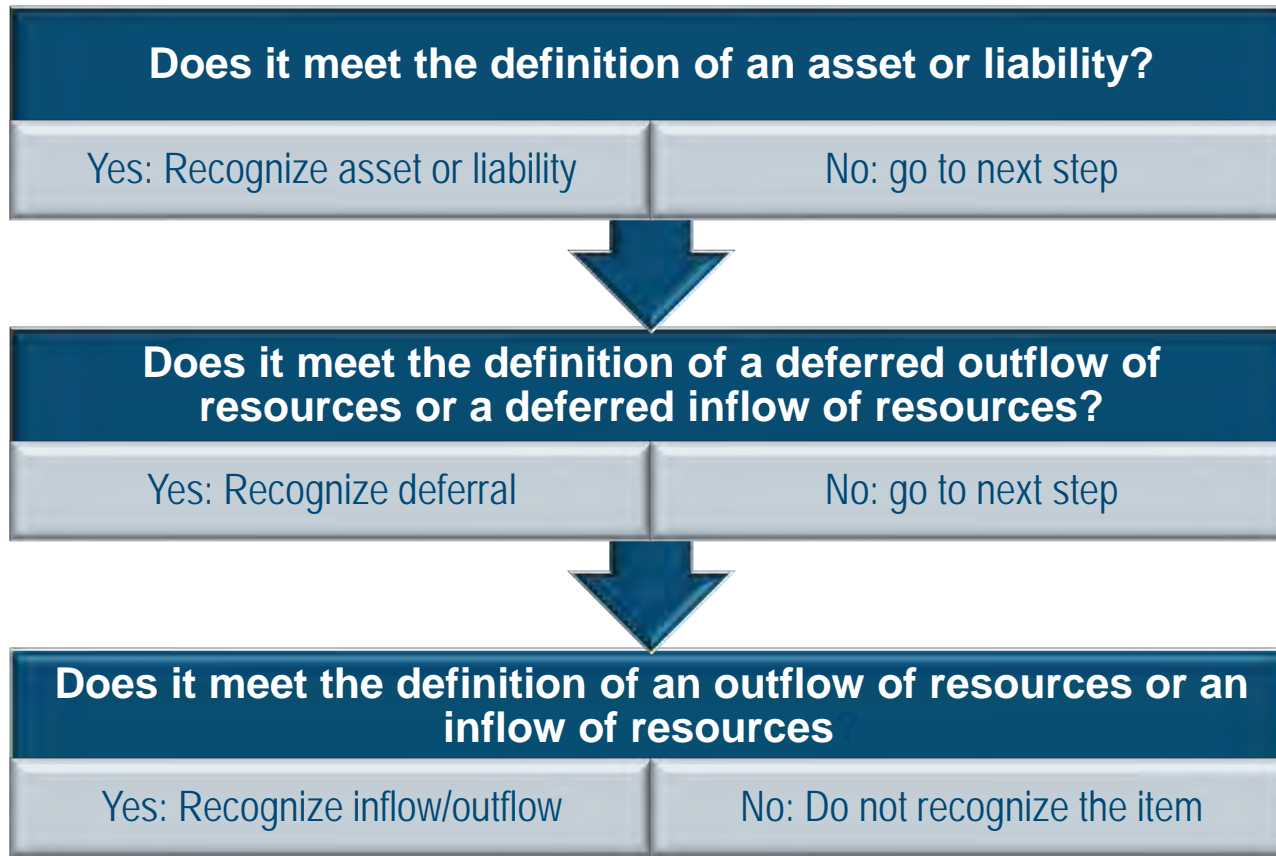 Does it meet the definition of an asset or liability?
Yes: Recognize asset or liability
No: go to next step
Does it meet the definition of a deferred outflow of
resources or a deferred inflow of resources?
Yes: Recognize deferral
No: go to next step
Does it meet the definition of an outflow of resources or an
inflow of resources?
Yes: Recognize inflow/outflow
No: Do not recognize the item